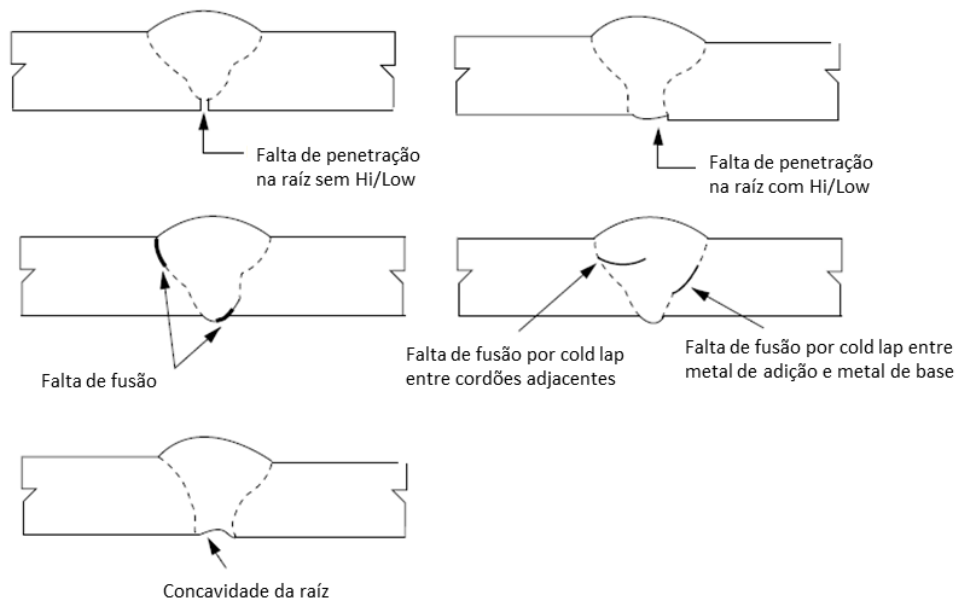 Falta de penetração
na raíz sem Hi/Low
Falta de penetração
na raíz com Hi/Low
Falta de fusão
Falta de fusão por cold lap
entre cordões adjacentes
Falta de fusão por cold lap entre
metal de adição e metal de base
Concavidade da raíz